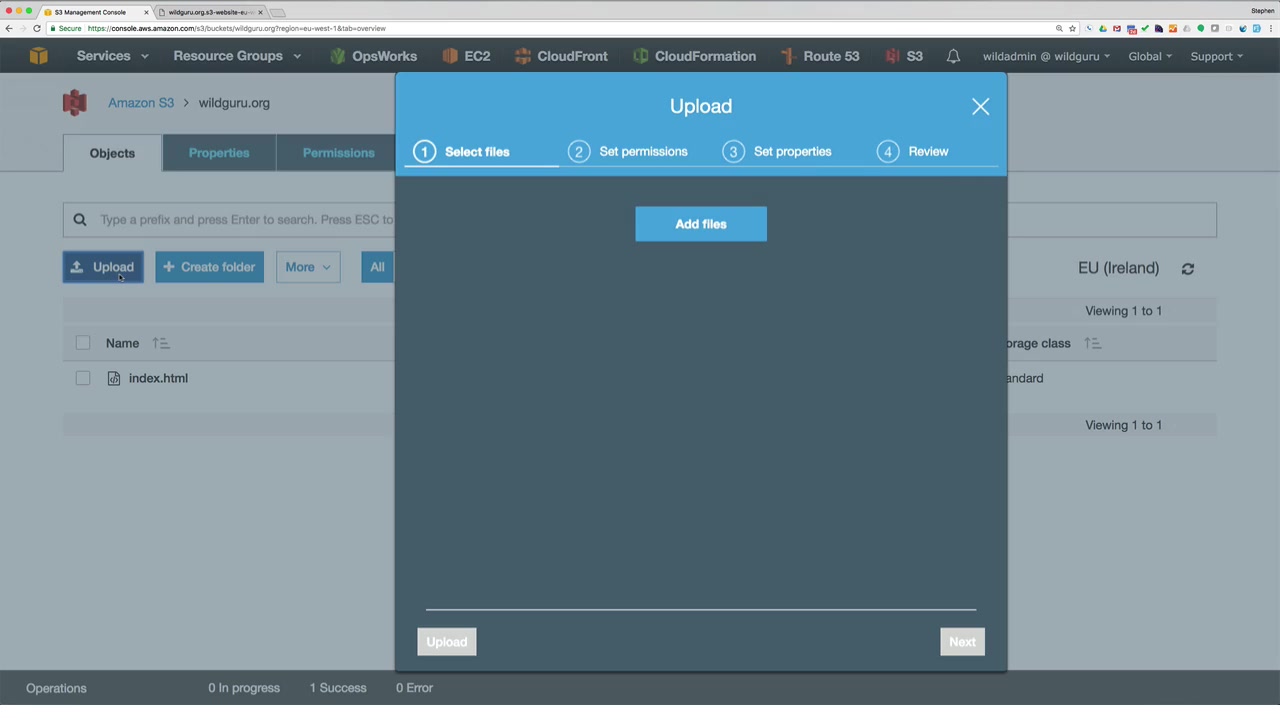 S3 Management Console
wildguru.org.s3-website-eu-w
Stephen
Secure https://console.aws.amazon.com/s3/buckets/wildguru.org?region=eu-west-1&tab=overview
Services Resource Groups OpsWorks EC2 CloudFront CloudFormation Route 53 S3 wildadmin @ wildguru Global Support
Amazon S3 > wildguru.org
Objects Properties Permissions
Upload
1 Select files 2 Set permissions 3 Set properties 4 Review
Add files
Type a prefix and press Enter to search. Press ESC to
Upload + Create folder More All
EU (Ireland)
Viewing 1 to 1
Name
orage class
index.html
andard
Viewing 1 to 1
Upload
Next
Operations 0 In progress 1 Success 0 Error